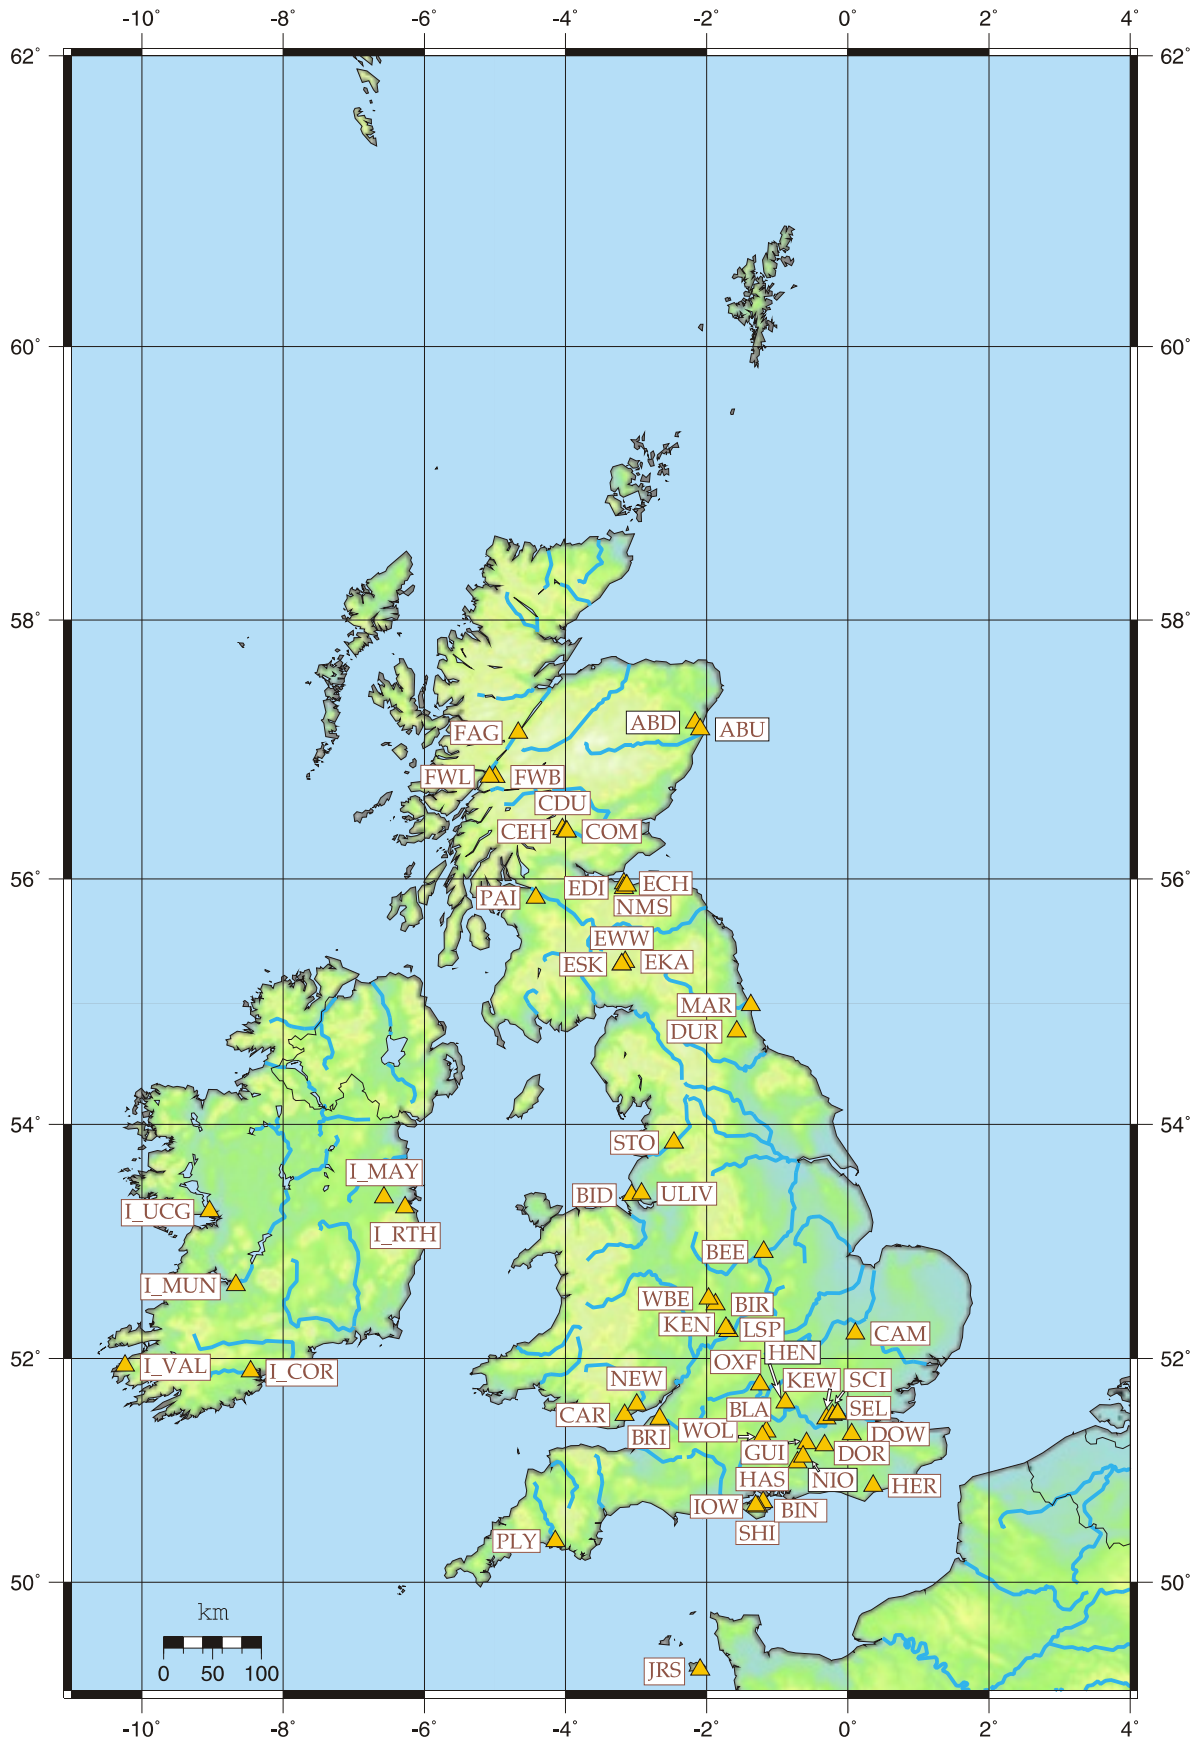 -10° -8° -6° -4° -2° 0° 2° 4°
62° 62°
60° 60°
58° 58°
ABD
ABU
FAG
FWL FWB
CDU
CEH COM
56° 56°
EDI ECH
PAI
NMS
EWW
ESK EKA
MAR
DUR
54° 54°
STO
I_MAY
BID ULIV
I_UCG
I_RTH
BEE
I_MUN
WBE BIR
KEN LSP
CAM
HEN
52° 52°
OXF
I_VAL
I_COR
NEW
KEW SCI
BLA SEL
CAR
WOL
BRI
DOW
GUI DOR
HAS NIO
HER
IOW BIN
SHI
PLY
50° 50°
km
0 50 100
JRS
-10° -8° -6° -4° -2° 0° 2° 4°